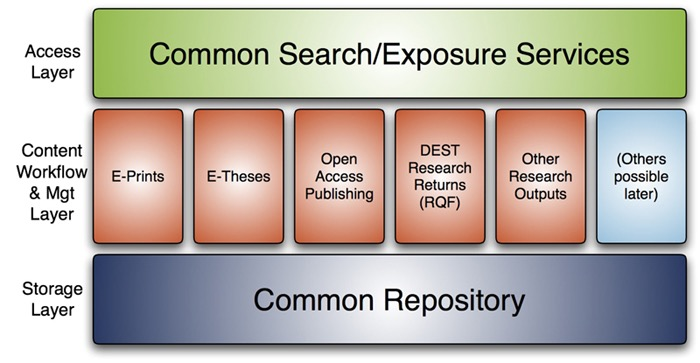 Access
Layer
Common Search/Exposure Services
Content
Workflow
& Mgt
Layer
E-Prints
E-Theses
Open
Access
Publishing
DEST
Research
Returns
(RQF)
Other
Research
Outputs
(Others
possible
later)
Storage
Layer
Common Repository